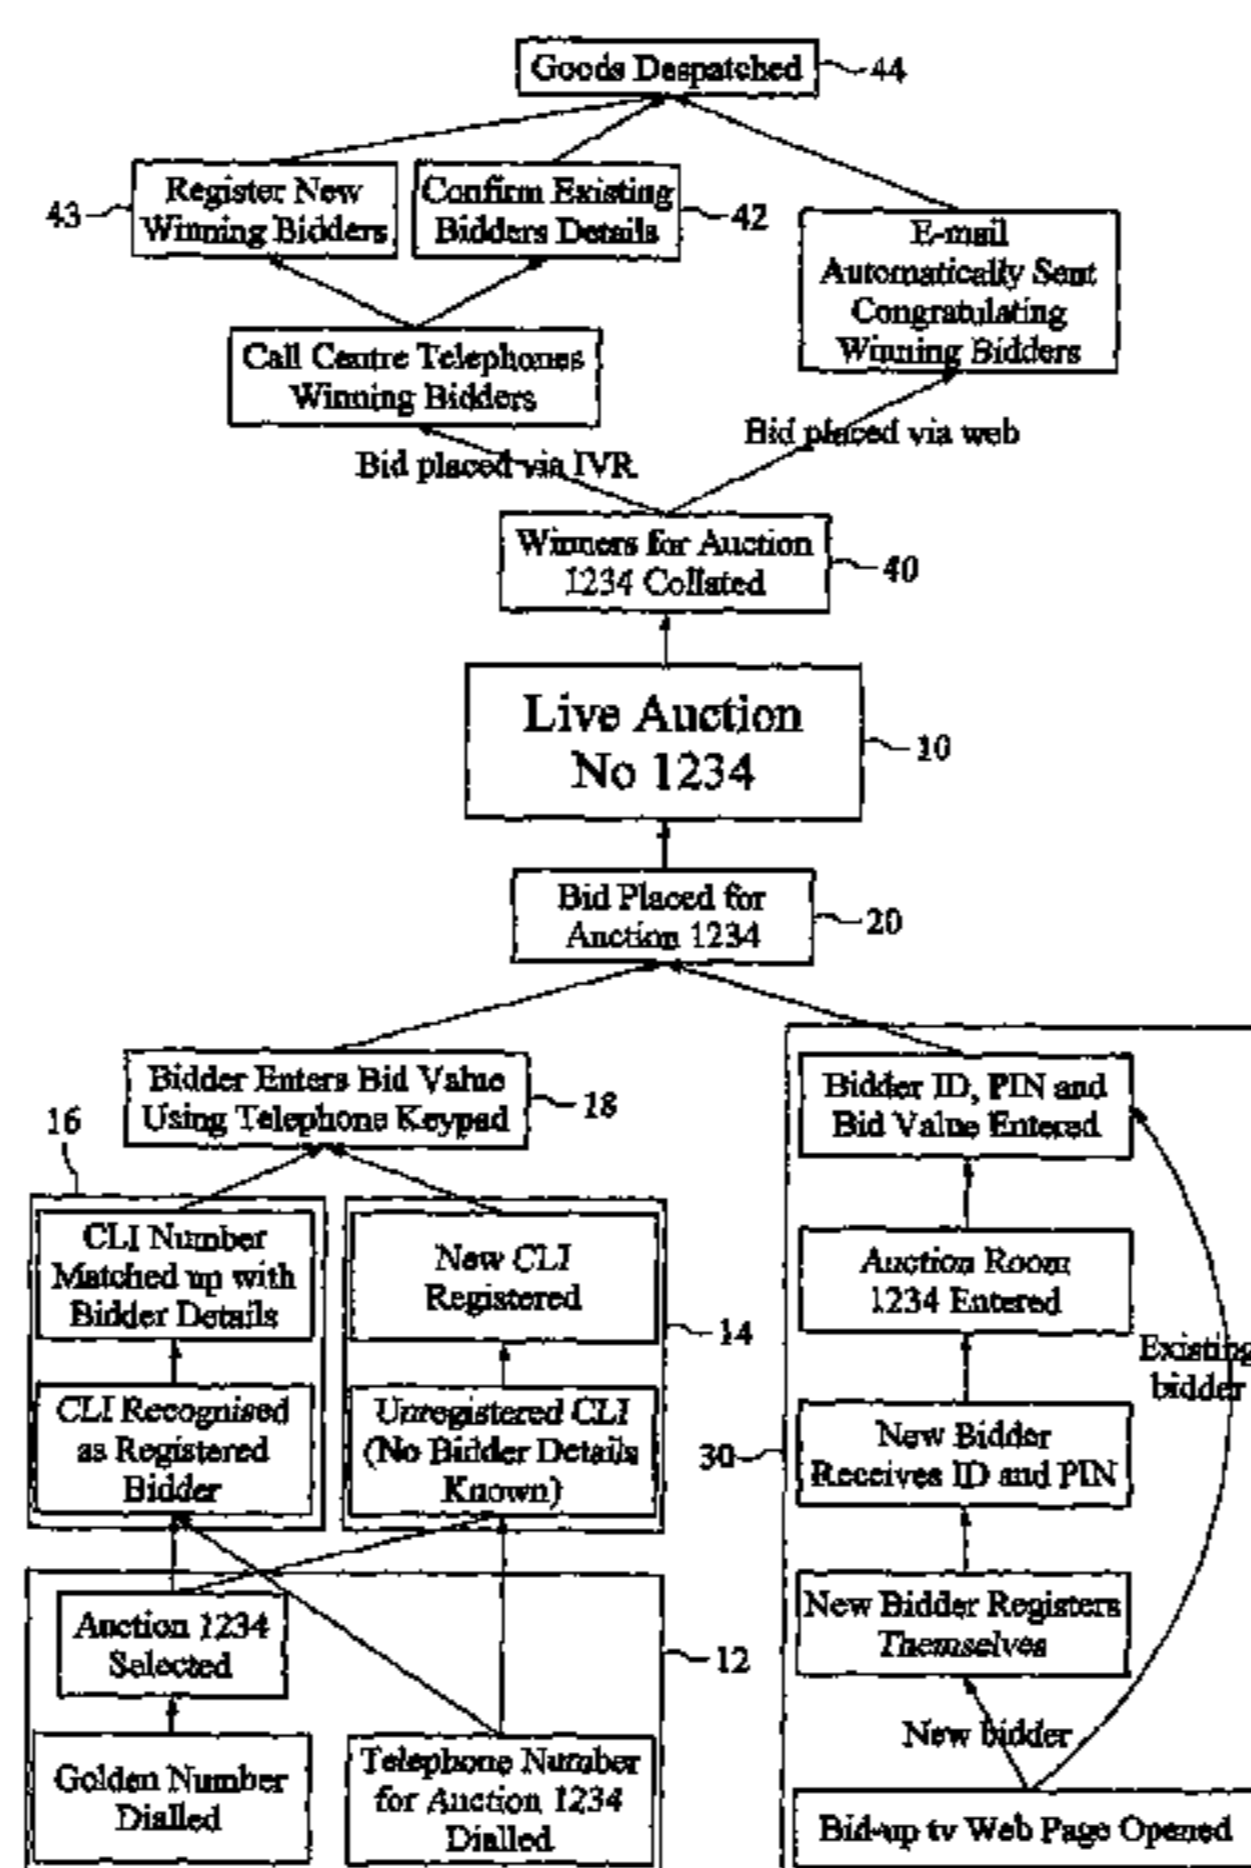 Goods Despatched
44
Register New
Winning Bidders
43
Confirm Existing
Bidders Details
42
E-mail
Automatically Sent
Congratulating
Winning Bidders
Call Centre Telephones
Winning Bidders
Bid placed via IVR
Bid placed via web
Winners for Auction
1234 Collated
40
Live Auction
No 1234
10
Bid Placed for
Auction 1234
20
Bidder Enters Bid Value
Using Telephone Keypad
18
16
CLI Number
Matched up with
Bidder Details
New CLI
Registered
14
CLI Recognised
as Registered
Bidder
Unregistered CLI
(No Bidder Details
Known)
Auction 1234
Selected
12
Golden Number
Dialled
Telephone Number
for Auction 1234
Dialled
Bidder ID, PIN and
Bid Value Entered
Auction Room
1234 Entered
Existing
bidder
30
New Bidder
Receives ID and PIN
New Bidder Registers
Themselves
New bidder
Bid-up tv Web Page Opened